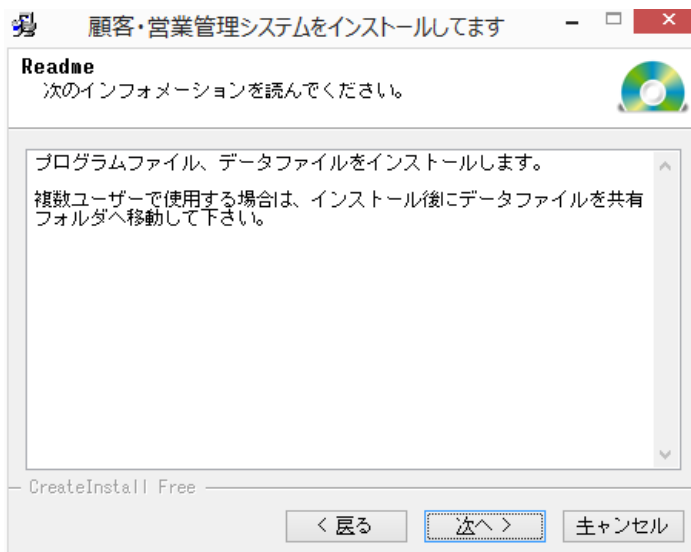 顧客・営業管理システムをインストールしてます
Readme
次のインフォメーションを読んでください。
プログラムファイル、データファイルをインストールします。
複数ユーザーで使用する場合は、インストール後にデータファイルを共有
フォルダへ移動して下さい。
CreateInstall Free
< 戻る
次へ >
キャンセル